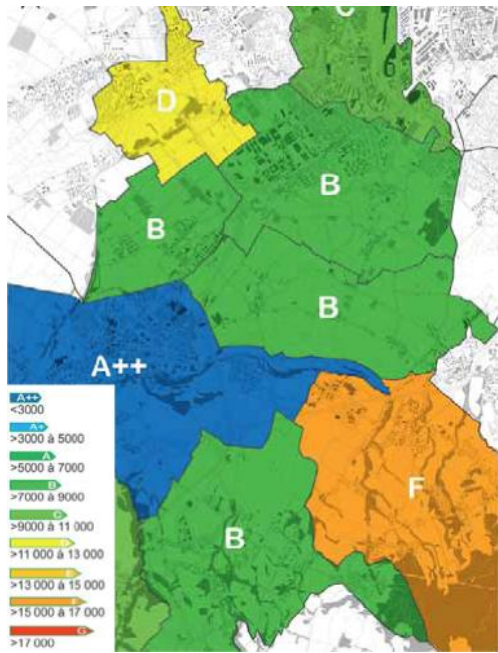 C
D
B
B
B
A++
F
B
A++
<3000
A+
>3000 à 5000
A
>5000 à 7000
B
>7000 à 9000
C
>9000 à 11 000
D
>11 000 à 13 000
E
>13 000 à 15 000
F
>15 000 à 17 000
G
>17 000